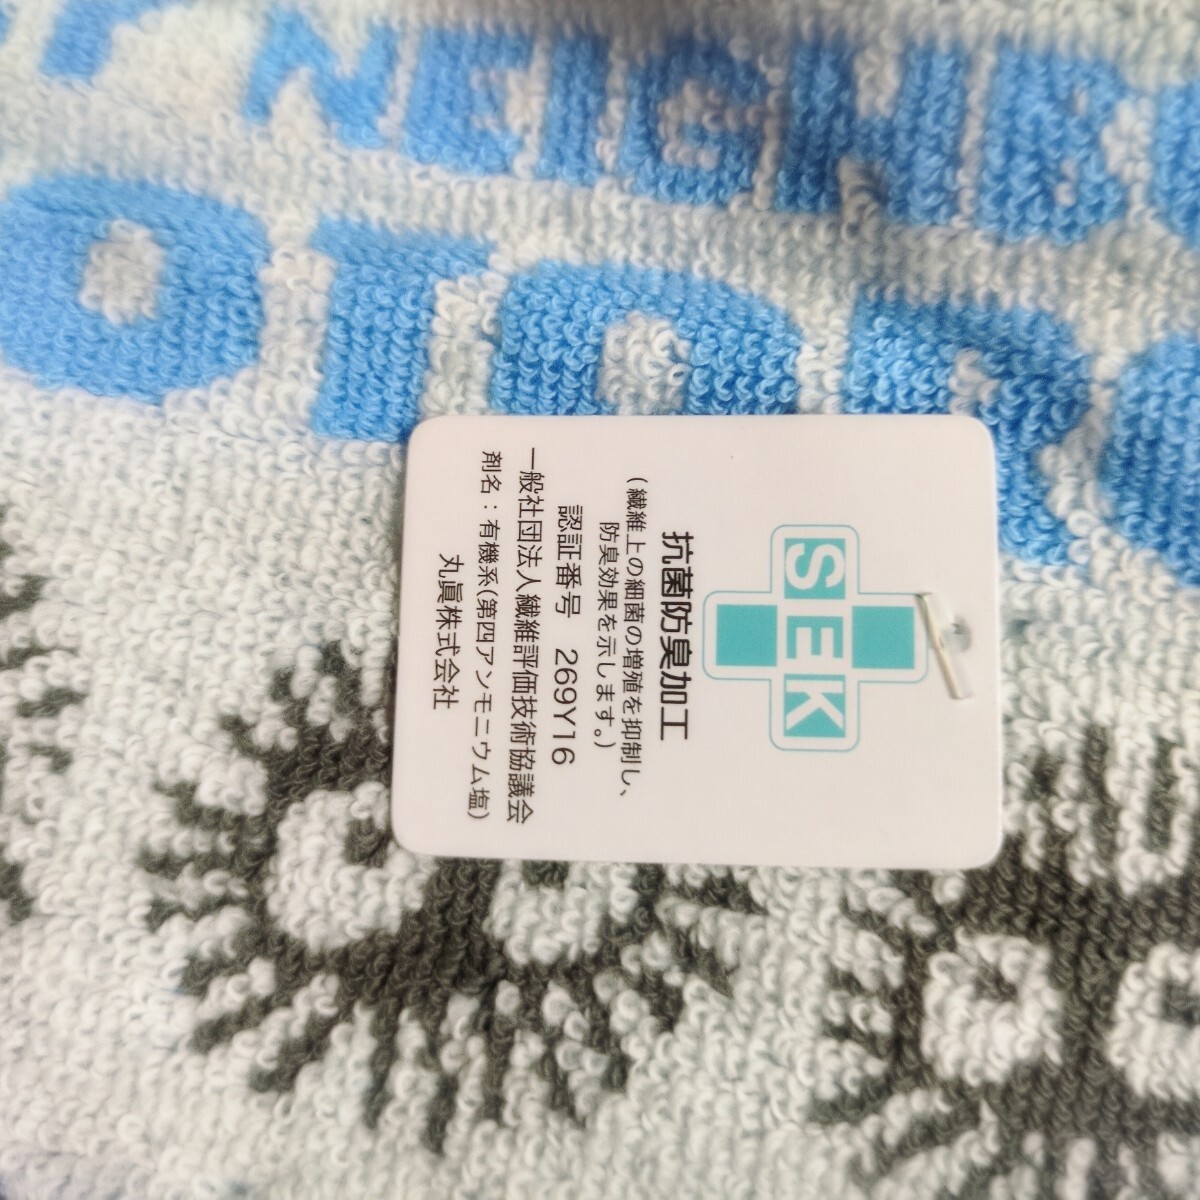 NEIGHB
OTORO
SEK
抗菌防臭加工
(繊維上の細菌の増殖を抑制し、
防臭効果を示します。)
認証番号 269Y16
一般社団法人繊維評価技術協議会
剤名：有機系(第四アンモニウム塩)
丸眞株式会社